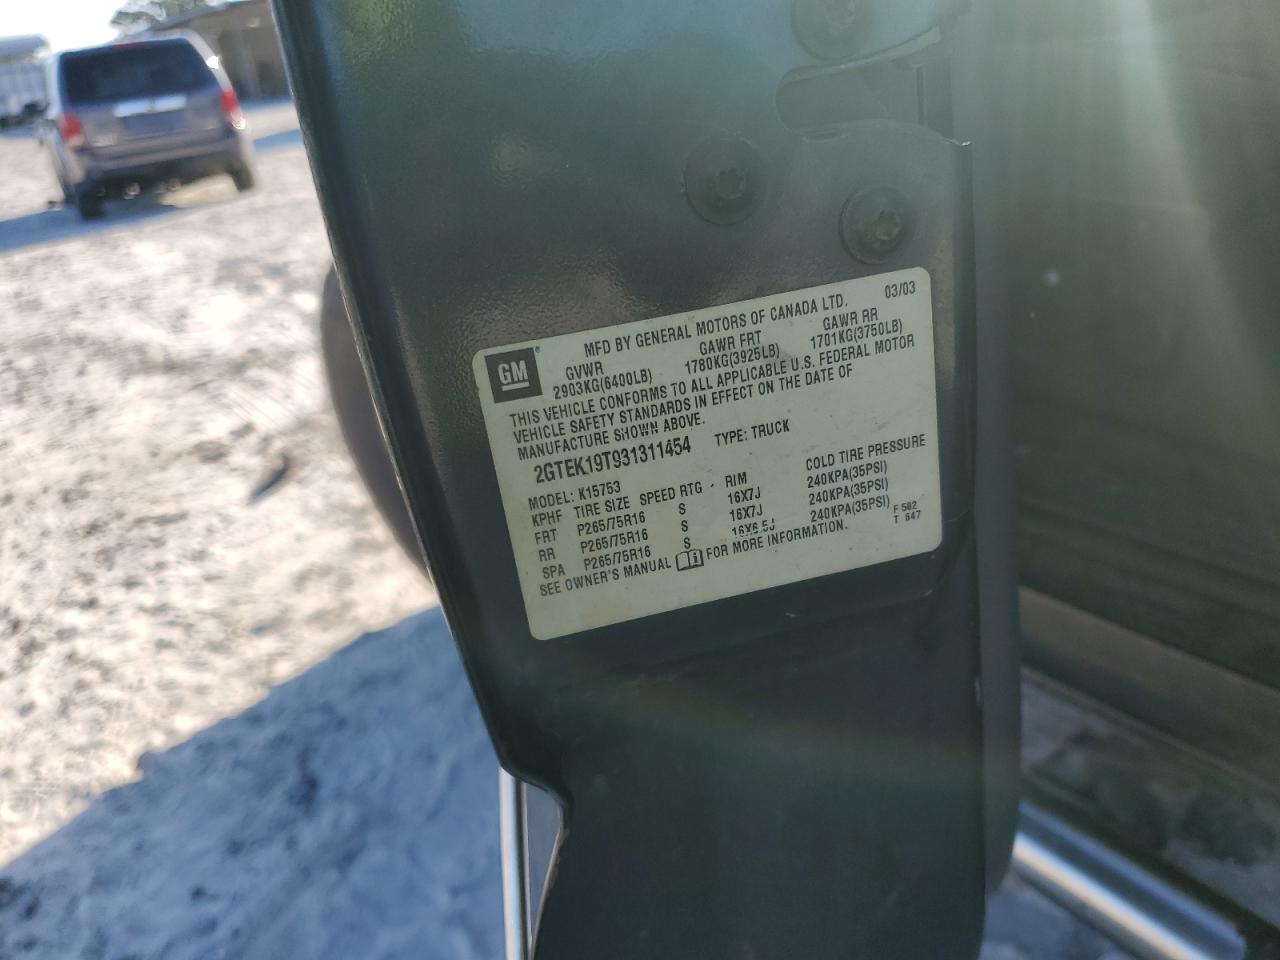 MFD BY GENERAL MOTORS OF CANADA LTD. 03/03
GM
GVWR GAWR FRT GAWR RR
2903KG(6400LB) 1780KG(3925LB) 1701KG(3750LB)
THIS VEHICLE CONFORMS TO ALL APPLICABLE U.S. FEDERAL MOTOR
VEHICLE SAFETY STANDARDS IN EFFECT ON THE DATE OF
MANUFACTURE SHOWN ABOVE.
2GTEK19T931311454 TYPE: TRUCK
MODEL: K15753
KPHF TIRE SIZE SPEED RTG RIM COLD TIRE PRESSURE
FRT P265/75R16 S 16X7J 240KPA(35PSI)
RR P265/75R16 S 16X7J 240KPA(35PSI)
SPA P265/75R16 S 16X6.5J 240KPA(35PSI)
SEE OWNER'S MANUAL FOR MORE INFORMATION.
F 582
T 647